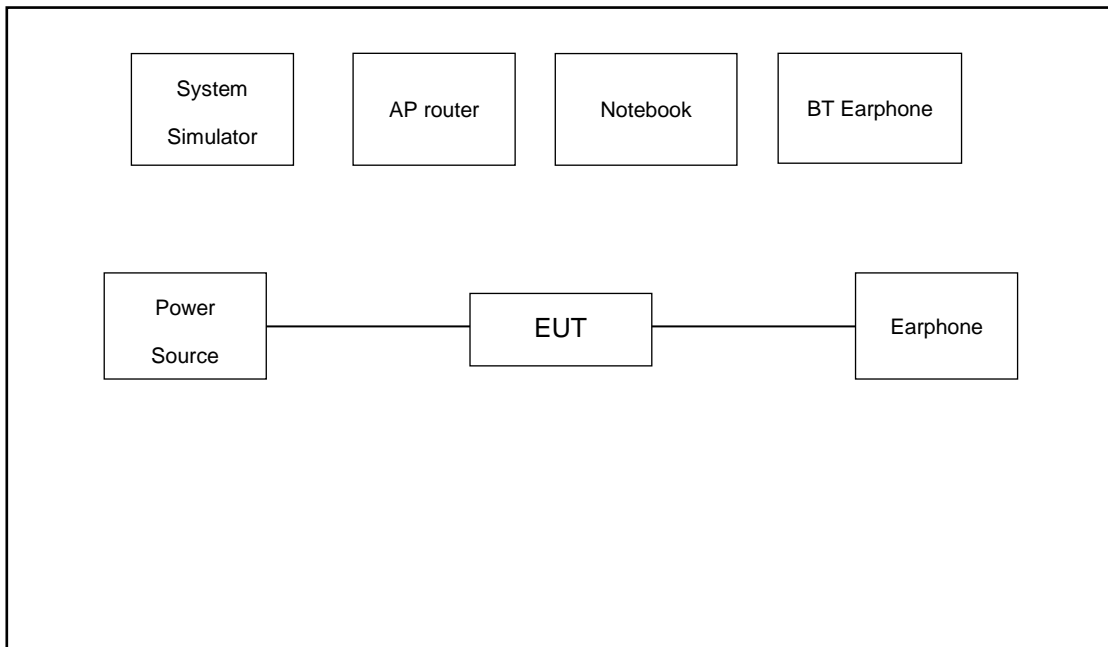 System
Simulator
AP router
Notebook
BT Earphone
Power
Source
EUT
Earphone